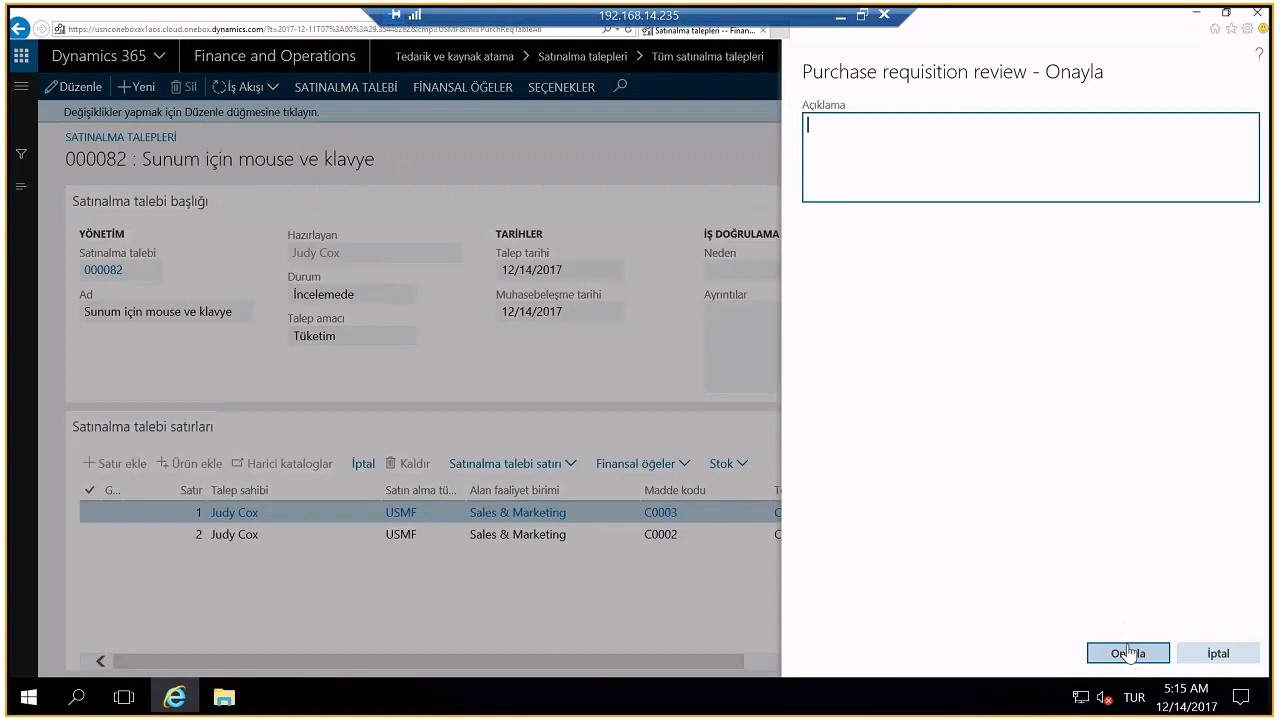 192.168.14.235
Satınalma talepleri -- Finan...
Dynamics 365
Finance and Operations
Tedarik ve kaynak atama > Satınalma talepleri > Tüm satınalma talepleri
Düzenle
+Yeni
Sil
İş Akışı
SATINALMA TALEBİ
FİNANSAL ÖĞELER
SEÇENEKLER
Değişiklikler yapmak için Düzenle düğmesine tıklayın.
SATINALMA TALEPLERİ
000082 : Sunum için mouse ve klavye
Satınalma talebi başlığı
YÖNETİM
Satınalma talebi
000082
Ad
Sunum için mouse ve klavye
Hazırlayan
Judy Cox
Durum
İncelemede
Talep amacı
Tüketim
TARİHLER
Talep tarihi
12/14/2017
Muhasebeleşme tarihi
12/14/2017
İŞ DOĞRULAMA
Neden
Ayrıntılar
Satınalma talebi satırları
+ Satır ekle
+ Ürün ekle
Harici kataloglar
İptal
Kaldır
Satınalma talebi satırı
Finansal öğeler
Stok
G... Satır Talep sahibi Satın alma tü... Alan faaliyet birimi Madde kodu
1 Judy Cox USMF Sales & Marketing C0003
2 Judy Cox USMF Sales & Marketing C0002
?
Purchase requisition review - Onayla
Açıklama
Onayla
İptal
TUR
5:15 AM
12/14/2017